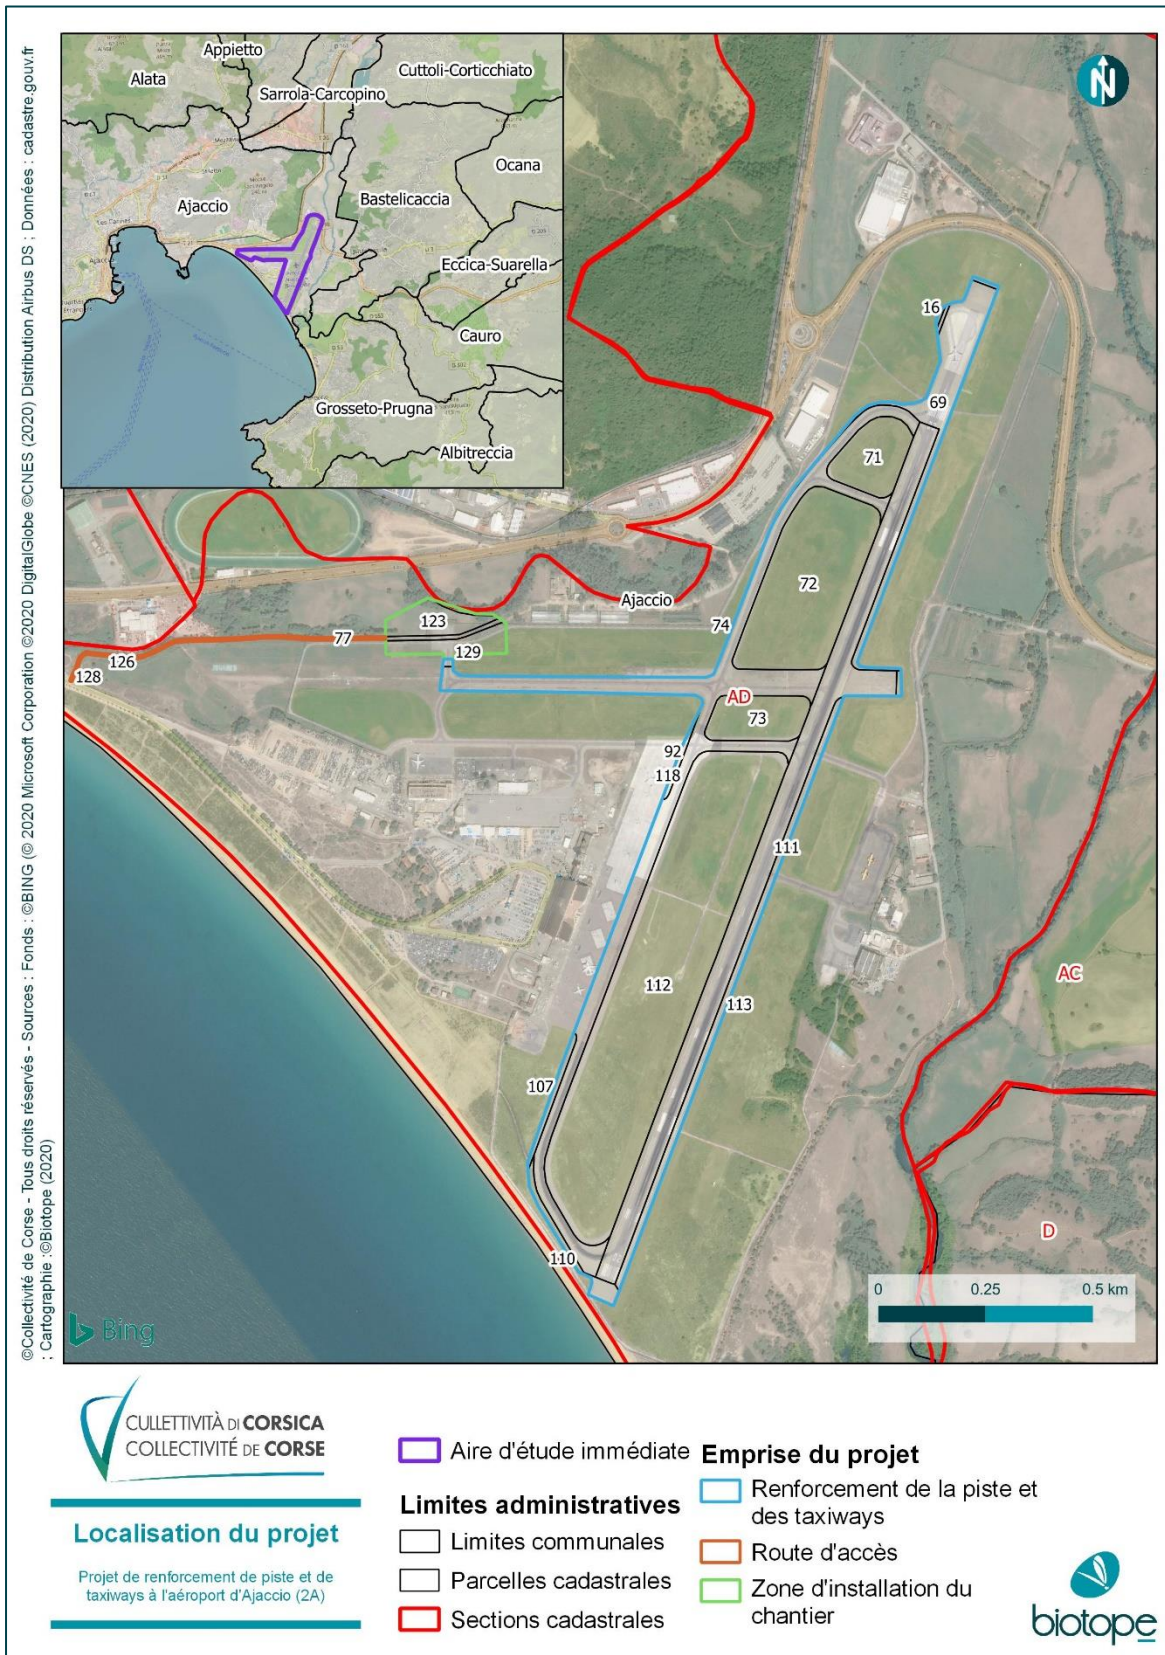 ©Collectivité de Corse - Tous droits réservés - Sources : Fonds : ©BING (© 2020 Microsoft Corporation ©2020 DigitalGlobe ©CNES (2020) Distribution Airbus DS ; Données : cadastre.gouv.fr
; Cartographie :©Biotope (2020)
Appietto
Alata
Cuttoli-Corticchiato
Sarrola-Carcopino
Ocana
Bastelicaccia
Ajaccio
Eccica-Suarella
Cauro
Grosseto-Prugna
Albitreccia
N
16
69
71
72
Ajaccio
123
74
77
129
126
128
AD
73
92
118
111
AC
112
113
107
D
110
0 0.25 0.5 km
Bing
CULLETTIVITÀ DI CORSICA
COLLECTIVITÉ DE CORSE
Localisation du projet
Projet de renforcement de piste et de
taxiways à l'aéroport d'Ajaccio (2A)
Aire d'étude immédiate
Limites administratives
Limites communales
Parcelles cadastrales
Sections cadastrales
Emprise du projet
Renforcement de la piste et
des taxiways
Route d'accès
Zone d'installation du
chantier
biotope